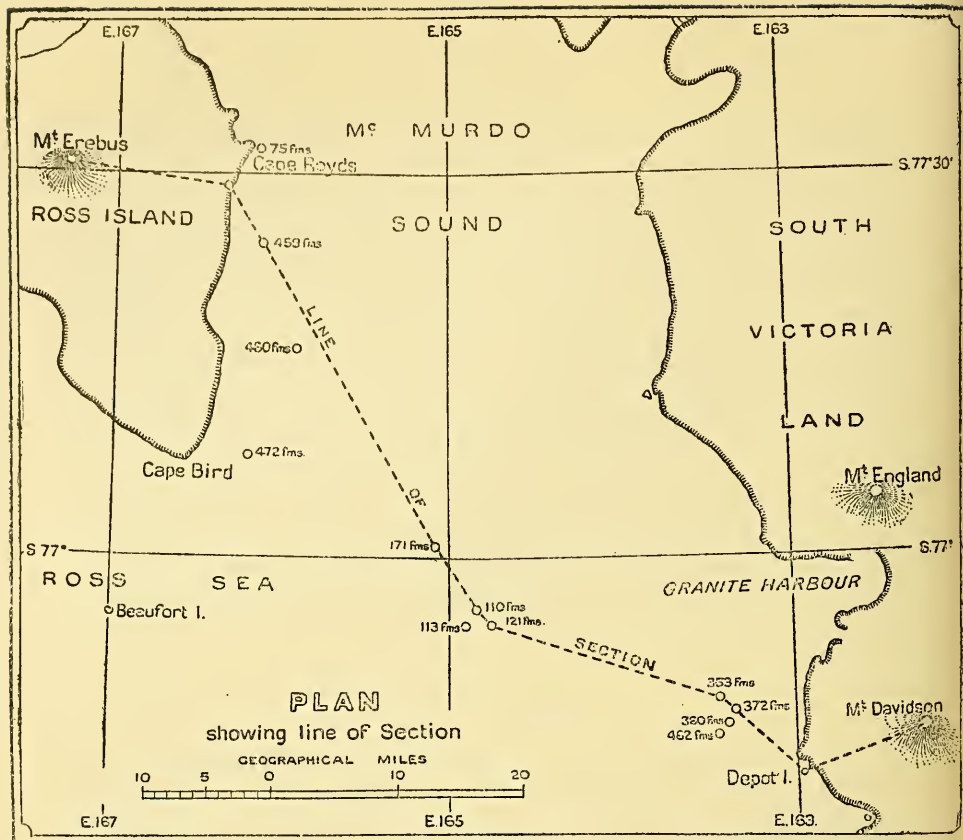 E.167 E.165 E.163
Mc MURDO
Mt Erebus
75 fms
Cape Royds
S.77°30'
ROSS ISLAND
SOUND
SOUTH
459 fms
LINE
VICTORIA
460 fms
LAND
472 fms.
Cape Bird
Mt England
OF
171 fms
S 77° S.77°
ROSS SEA
GRANITE HARBOUR
Beaufort I.
110 fms
113 fms 121 fms.
SECTION
353 fms
PLAN
372 fms
Mt Davidson
showing line of Section
380 fms
462 fms
GEOGRAPHICAL MILES
Depot I.
10 5 0 10 20
E.167 E.165 E.163.